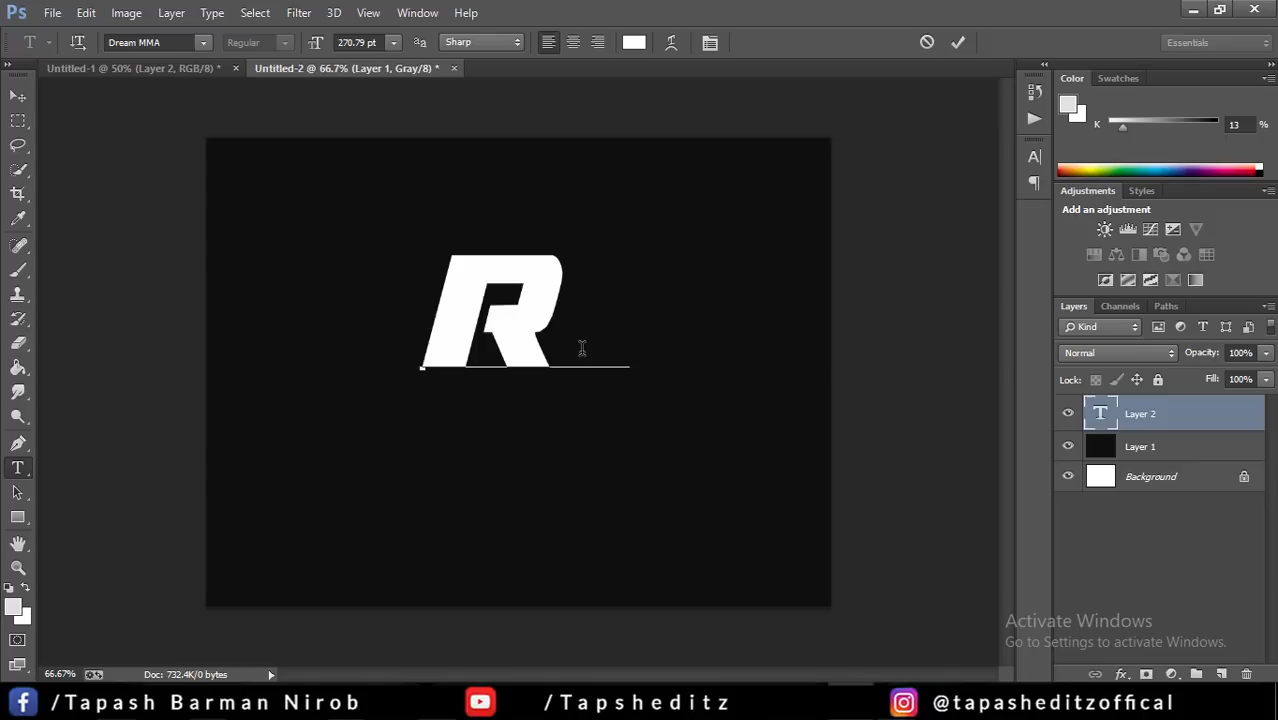 Ps File Edit Image Layer Type Select Filter 3D View Window Help
T Dream MMA Regular 270.79 pt aa Sharp Essentials
Untitled-1 @ 50% (Layer 2, RGB/8) * × Untitled-2 @ 66.7% (Layer 1, Gray/8) * ×
Color Swatches
K 13 %
Adjustments Styles
Add an adjustment
R
Layers Channels Paths
Kind
Normal Opacity: 100%
Lock: Fill: 100%
T Layer 2
Layer 1
Background
Activate Windows
Go to Settings to activate Windows.
66.67% Doc: 732.4K/0 bytes
/Tapash Barman Nirob /Tapsheditz @tapasheditzoffical